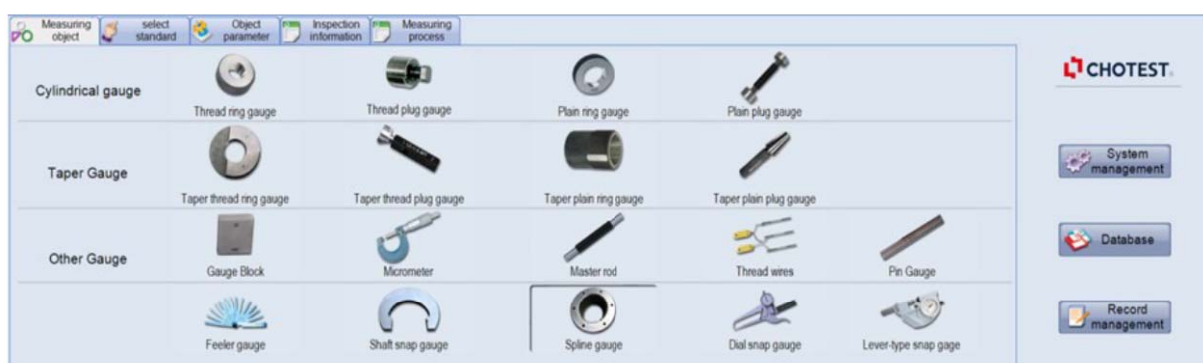 Measuring object
select standard
Object parameter
Inspection information
Measuring process
CHOTEST.
Cylindrical gauge
Thread ring gauge
Thread plug gauge
Plain ring gauge
Plain plug gauge
Taper Gauge
Taper thread ring gauge
Taper thread plug gauge
Taper plain ring gauge
Taper plain plug gauge
System management
Other Gauge
Gauge Block
Micrometer
Master rod
Thread wires
Pin Gauge
Database
Feeler gauge
Shaft snap gauge
Spline gauge
Dial snap gauge
Lever-type snap gage
Record management